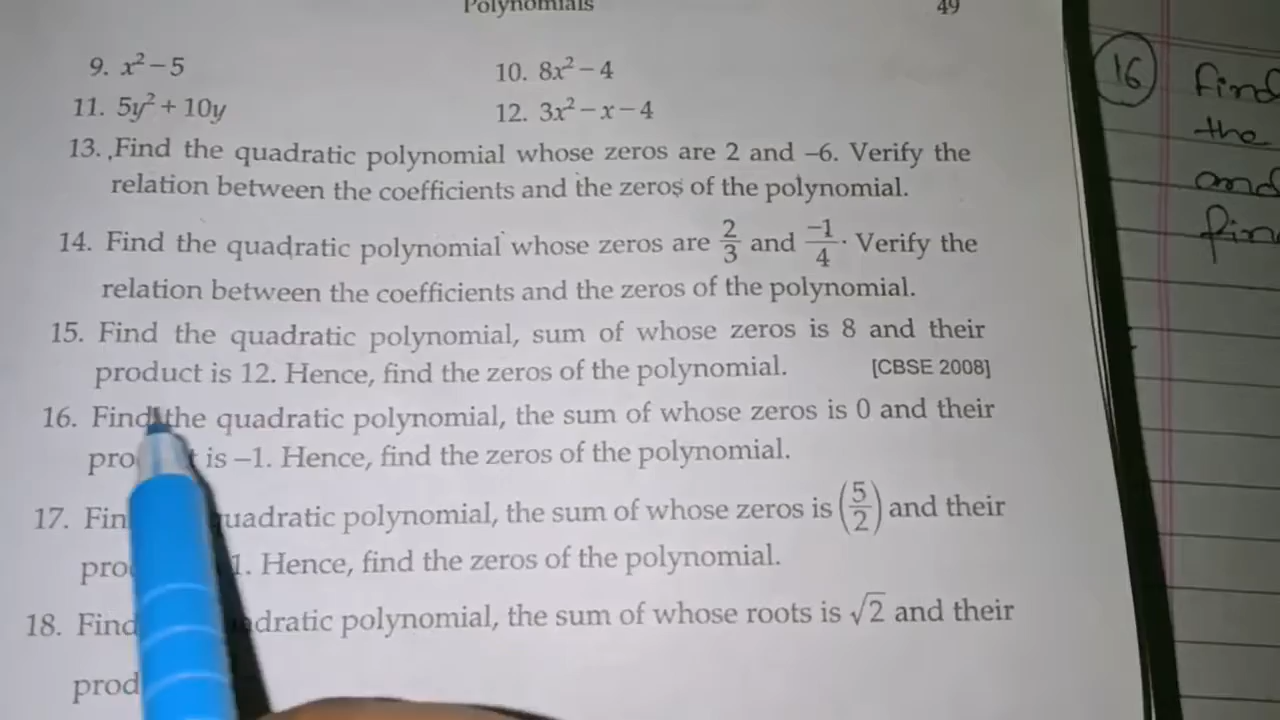 Polynomials 49
9. x² – 5 10. 8x² – 4
11. 5y² + 10y 12. 3x² – x – 4
13. Find the quadratic polynomial whose zeros are 2 and –6. Verify the
relation between the coefficients and the zeros of the polynomial.
14. Find the quadratic polynomial whose zeros are 2/3 and –1/4. Verify the
relation between the coefficients and the zeros of the polynomial.
15. Find the quadratic polynomial, sum of whose zeros is 8 and their
product is 12. Hence, find the zeros of the polynomial. [CBSE 2008]
16. Find the quadratic polynomial, the sum of whose zeros is 0 and their
pro is –1. Hence, find the zeros of the polynomial.
17. Fin uadratic polynomial, the sum of whose zeros is (5/2) and their
pro 1. Hence, find the zeros of the polynomial.
18. Find dratic polynomial, the sum of whose roots is √2 and their
prod
16 Find
the
and
fin